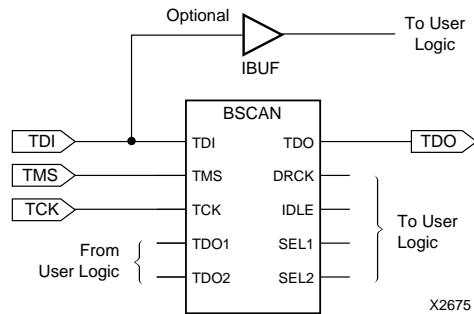 Optional
To User
Logic
IBUF
BSCAN
TDI
TDI
TDO
TDO
TMS
TMS
DRCK
TCK
TCK
IDLE
To User
Logic
From
User Logic
TDO1
SEL1
TDO2
SEL2
X2675